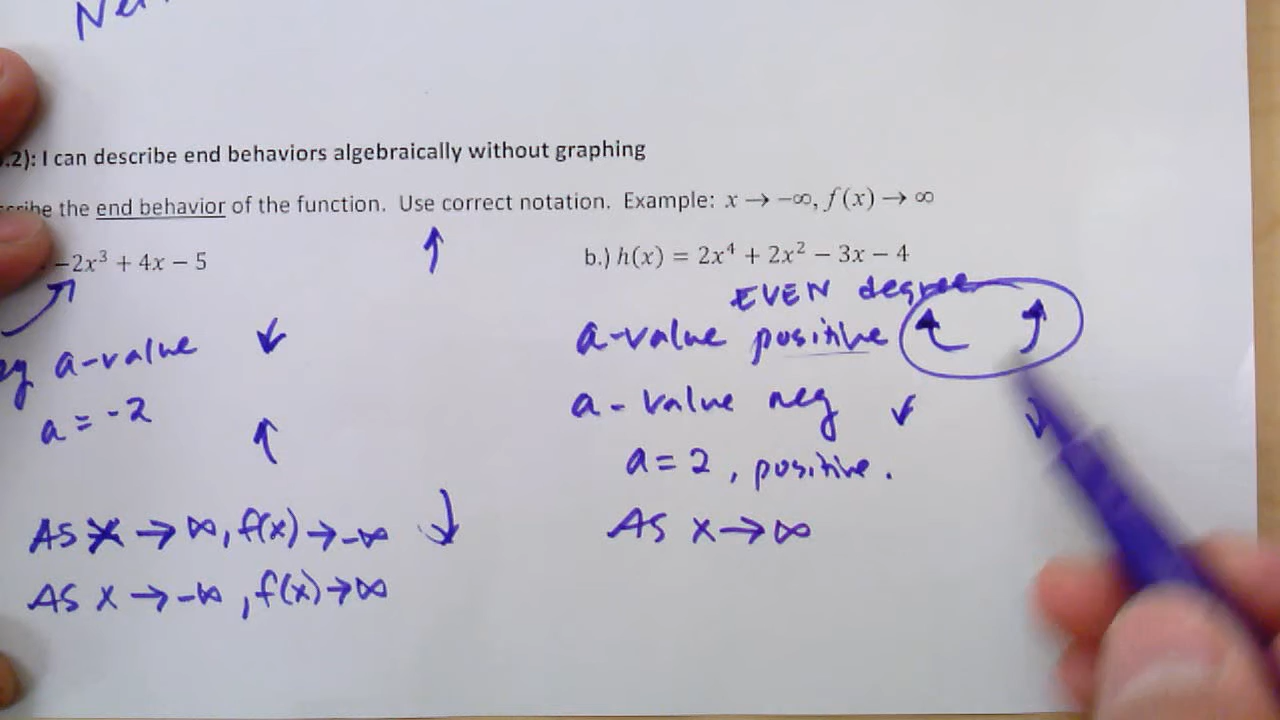 .2): I can describe end behaviors algebraically without graphing
the end behavior of the function. Use correct notation. Example: x → −∞, f(x) → ∞
−2x³ + 4x − 5
b.) h(x) = 2x⁴ + 2x² − 3x − 4
EVEN degree
a-value
a = -2
a-value positive
a-value neg
a = 2, positive.
As x → ∞, f(x) → -∞
As x → -∞, f(x) → ∞
As x → ∞